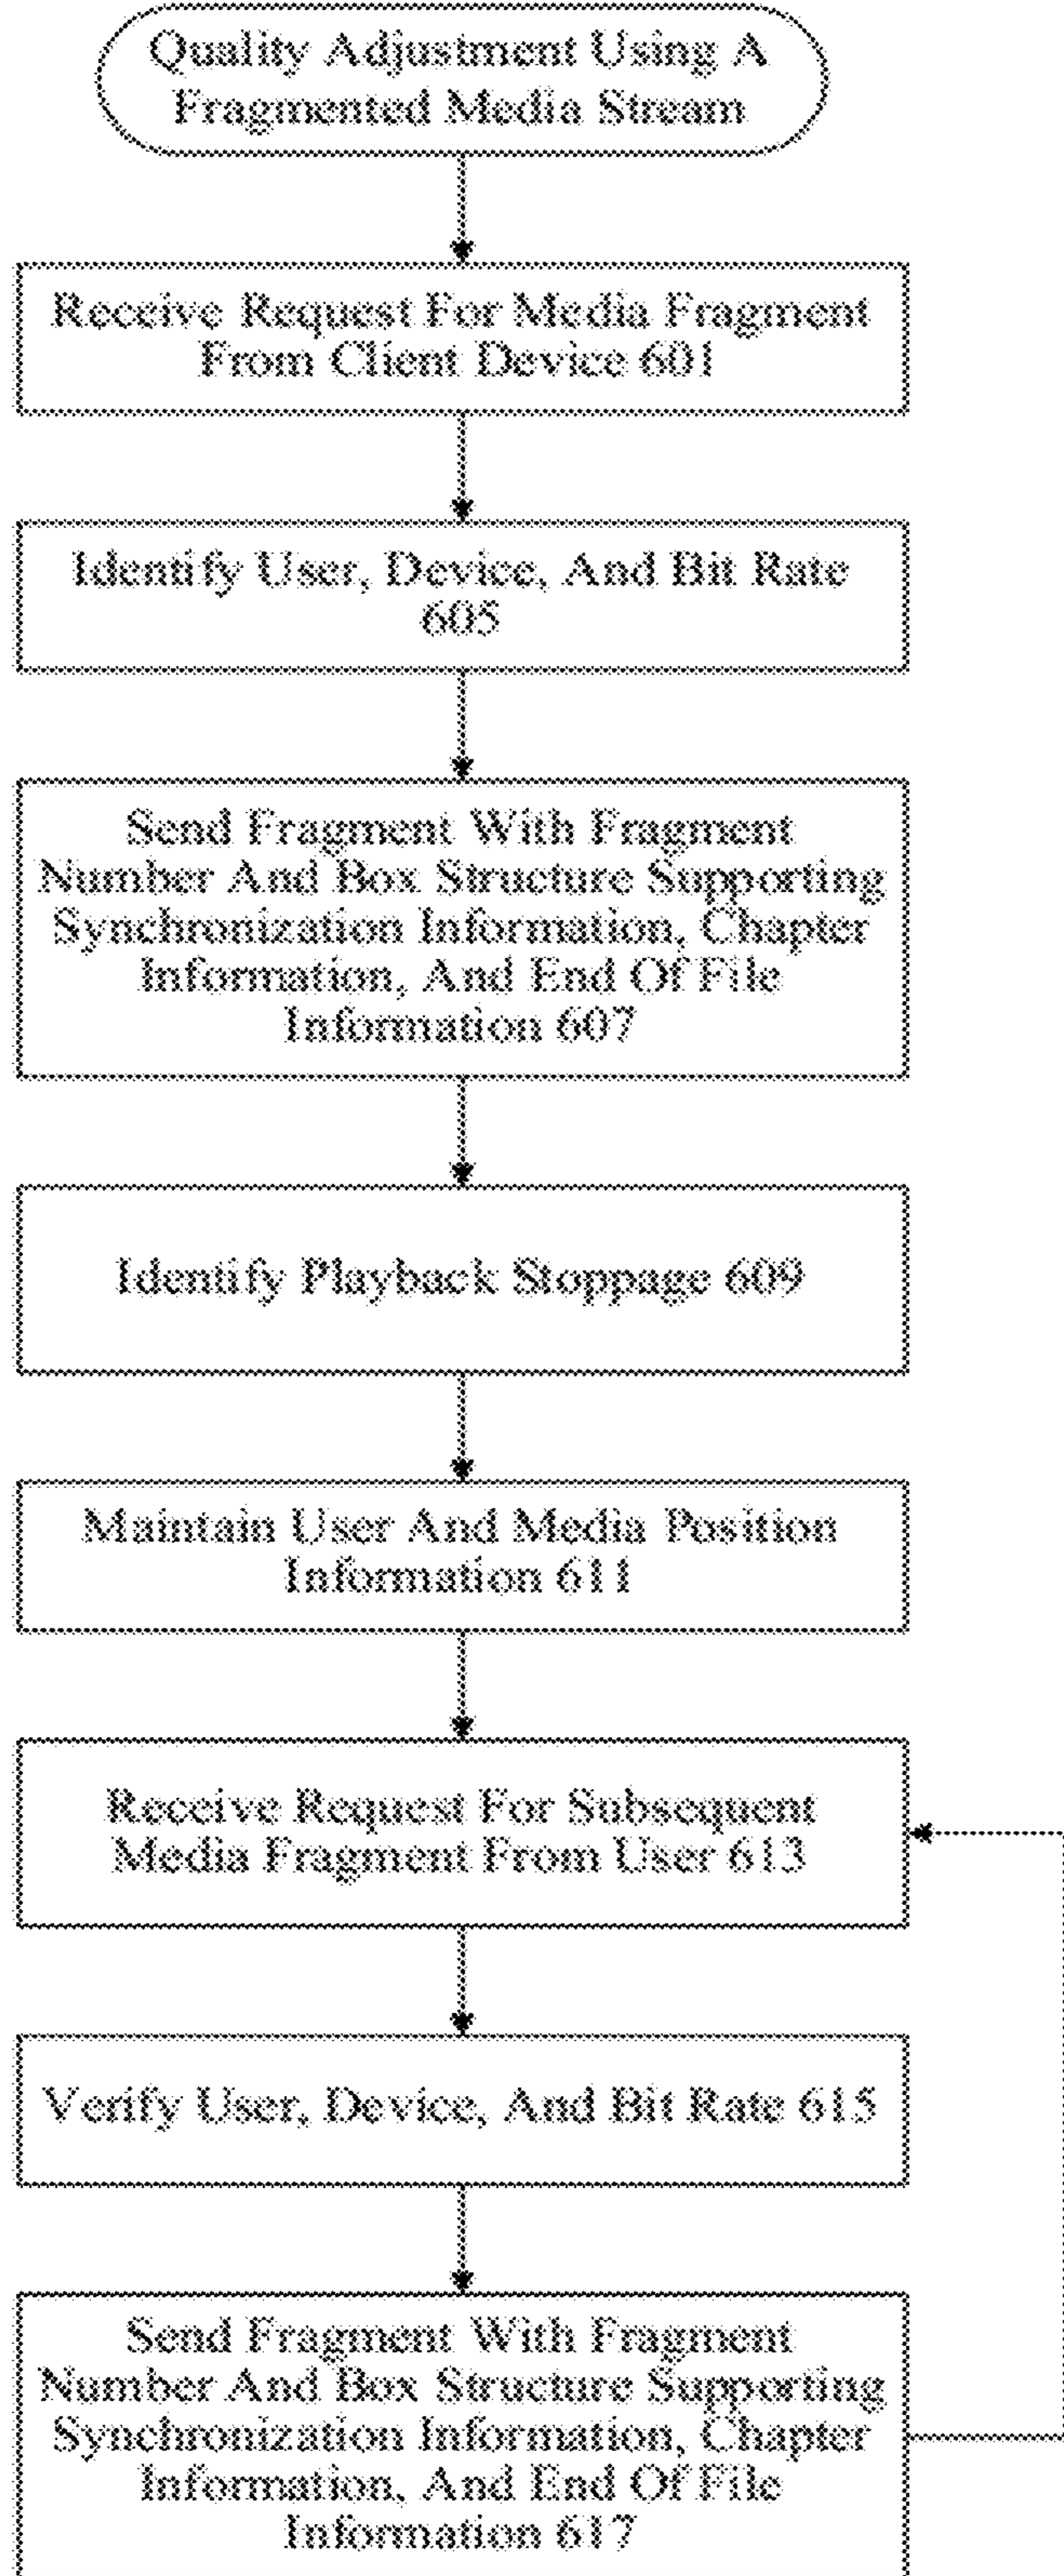 Quality Adjustment Using A
Fragmented Media Stream
Receive Request For Media Fragment
From Client Device 601
Identify User, Device, And Bit Rate
605
Send Fragment With Fragment
Number And Box Structure Supporting
Synchronization Information, Chapter
Information, And End Of File
Information 607
Identify Playback Stoppage 609
Maintain User And Media Position
Information 611
Receive Request For Subsequent
Media Fragment From User 613
Verify User, Device, And Bit Rate 615
Send Fragment With Fragment
Number And Box Structure Supporting
Synchronization Information, Chapter
Information, And End Of File
Information 617